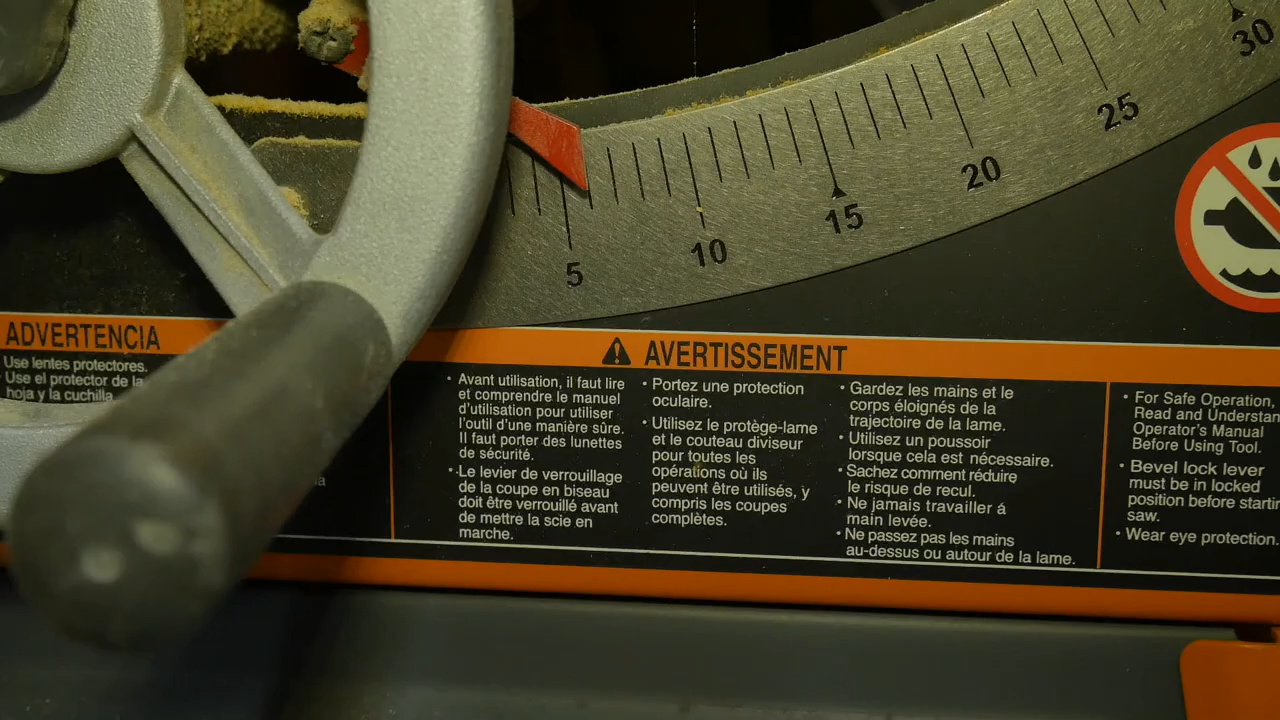 30
25
20
15
10
5
ADVERTENCIA
Use lentes protectores.
Use el protector de la
hoja y la cuchilla
la
AVERTISSEMENT
• Avant utilisation, il faut lire
et comprendre le manuel
d'utilisation pour utiliser
l'outil d'une manière sûre.
Il faut porter des lunettes
de sécurité.
• Le levier de verrouillage
de la coupe en biseau
doit être verrouillé avant
de mettre la scie en
marche.
• Portez une protection
oculaire.
• Utilisez le protège-lame
et le couteau diviseur
pour toutes les
opérations où ils
peuvent être utilisés, y
compris les coupes
complètes.
• Gardez les mains et le
corps éloignés de la
trajectoire de la lame.
• Utilisez un poussoir
lorsque cela est nécessaire.
• Sachez comment réduire
le risque de recul.
• Ne jamais travailler á
main levée.
• Ne passez pas les mains
au-dessus ou autour de la lame.
• For Safe Operation,
Read and Understan
Operator's Manual
Before Using Tool.
• Bevel lock lever
must be in locked
position before startin
saw.
• Wear eye protection.